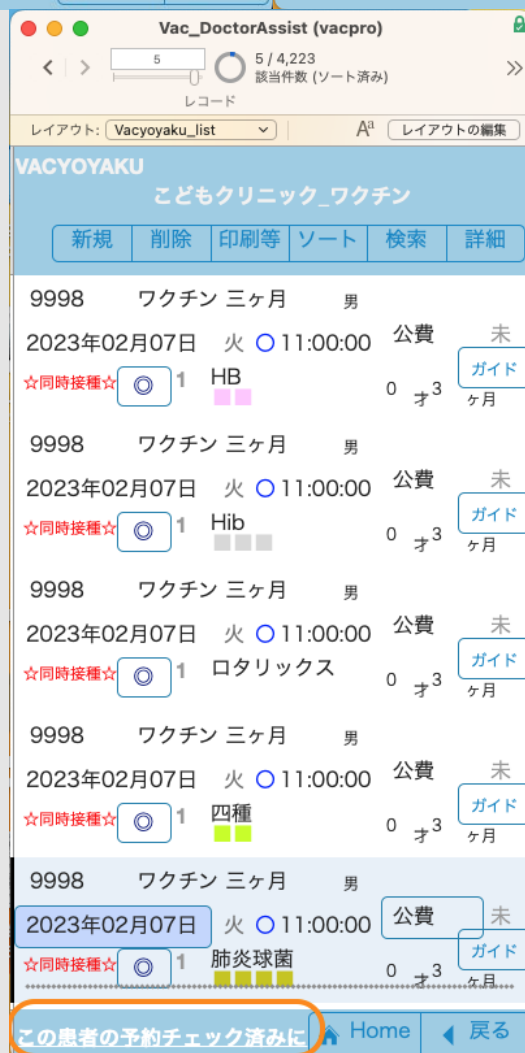 Vac_DoctorAssist (vacpro)
5
5 / 4,223
該当件数 (ソート済み)
レコード
レイアウト: Vacyoyaku_list Aa レイアウトの編集
VACYOYAKU
こどもクリニック_ワクチン
新規 削除 印刷等 ソート 検索 詳細
9998 ワクチン 三ヶ月 男
2023年02月07日 火 ○11:00:00 公費 未
☆同時接種☆ ◎ 1 HB 0 才3 ガイド
ヶ月
9998 ワクチン 三ヶ月 男
2023年02月07日 火 ○11:00:00 公費 未
☆同時接種☆ ◎ 1 Hib 0 才3 ガイド
ヶ月
9998 ワクチン 三ヶ月 男
2023年02月07日 火 ○11:00:00 公費 未
☆同時接種☆ ◎ 1 ロタリックス 0 才3 ガイド
ヶ月
9998 ワクチン 三ヶ月 男
2023年02月07日 火 ○11:00:00 公費 未
☆同時接種☆ ◎ 1 四種 0 才3 ガイド
ヶ月
9998 ワクチン 三ヶ月 男
2023年02月07日 火 ○11:00:00 公費 未
☆同時接種☆ ◎ 1 肺炎球菌 0 才3 ガイド
ヶ月
この患者の予約チェック済みに Home 戻る